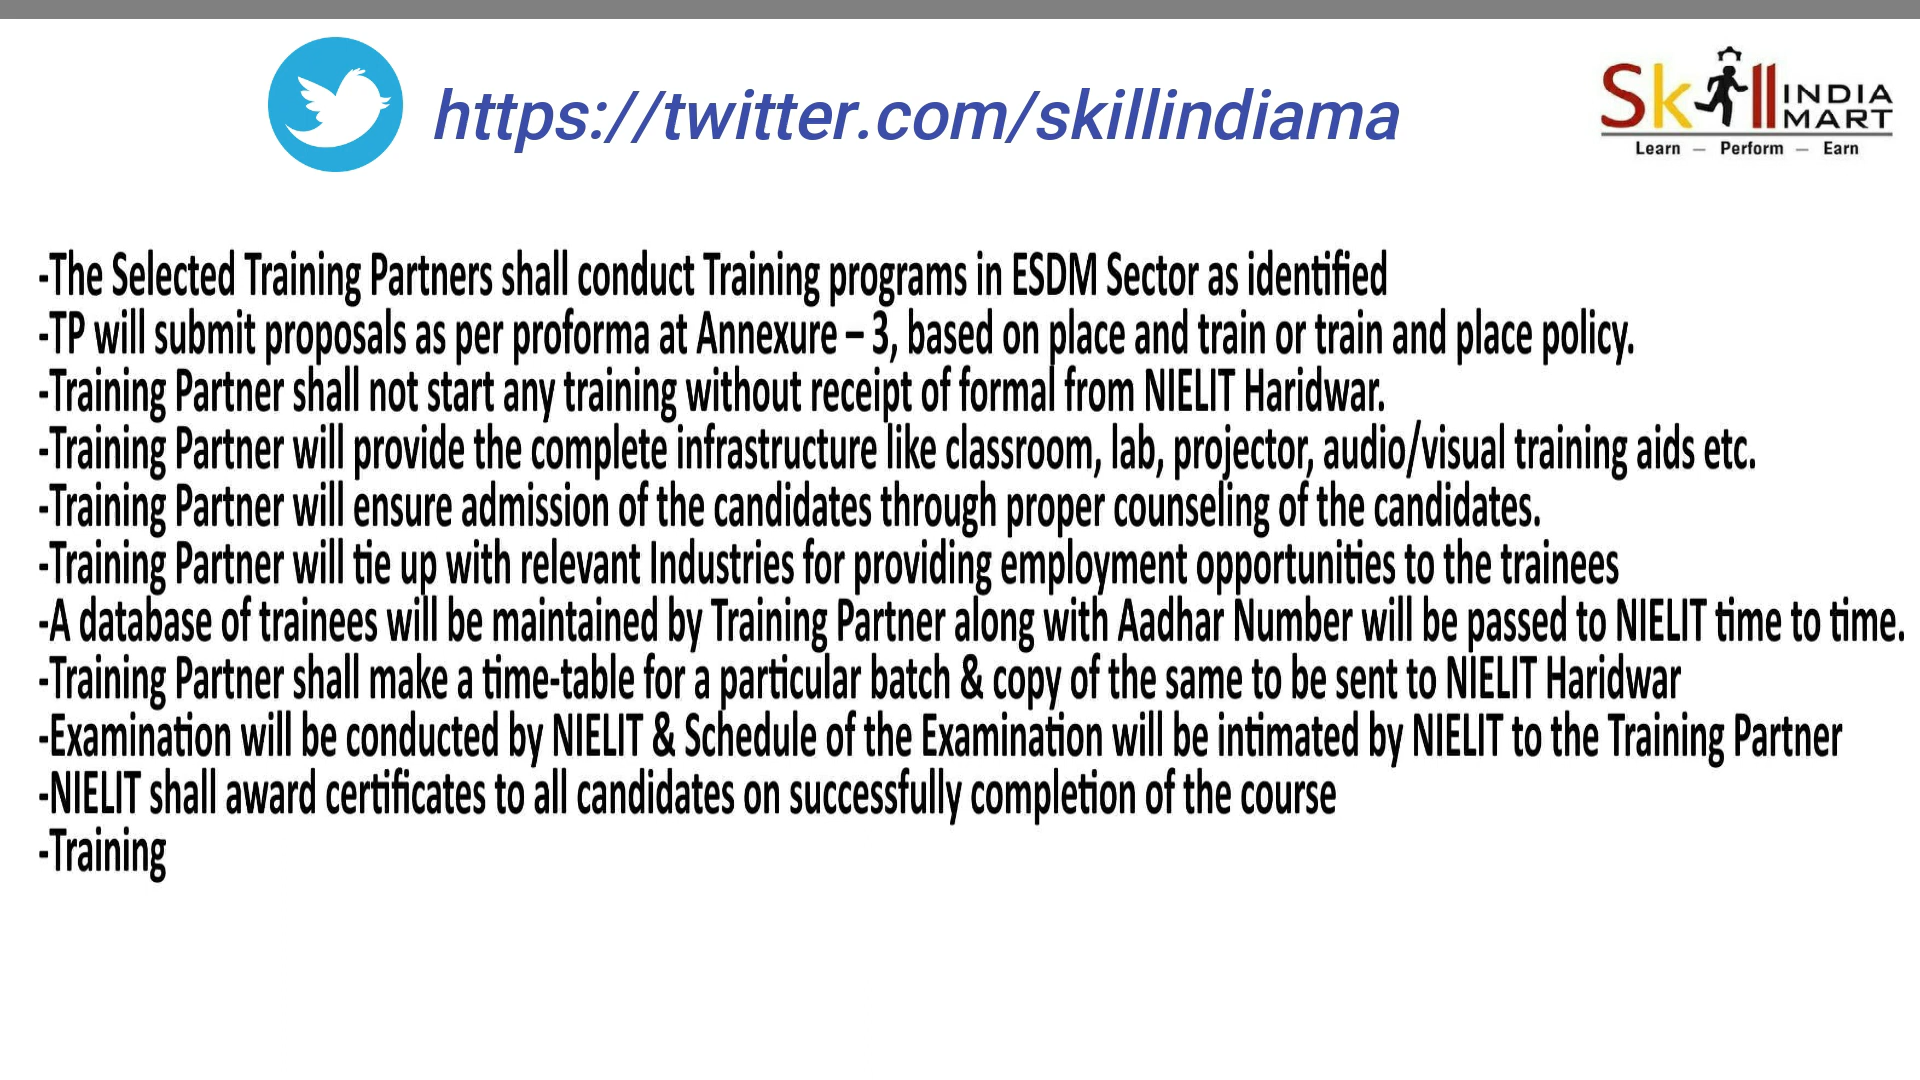 https://twitter.com/skillindiama
Skill INDIA
MART
Learn — Perform — Earn
-The Selected Training Partners shall conduct Training programs in ESDM Sector as identified
-TP will submit proposals as per proforma at Annexure – 3, based on place and train or train and place policy.
-Training Partner shall not start any training without receipt of formal from NIELIT Haridwar.
-Training Partner will provide the complete infrastructure like classroom, lab, projector, audio/visual training aids etc.
-Training Partner will ensure admission of the candidates through proper counseling of the candidates.
-Training Partner will tie up with relevant Industries for providing employment opportunities to the trainees
-A database of trainees will be maintained by Training Partner along with Aadhar Number will be passed to NIELIT time to time.
-Training Partner shall make a time-table for a particular batch & copy of the same to be sent to NIELIT Haridwar
-Examination will be conducted by NIELIT & Schedule of the Examination will be intimated by NIELIT to the Training Partner
-NIELIT shall award certificates to all candidates on successfully completion of the course
-Training